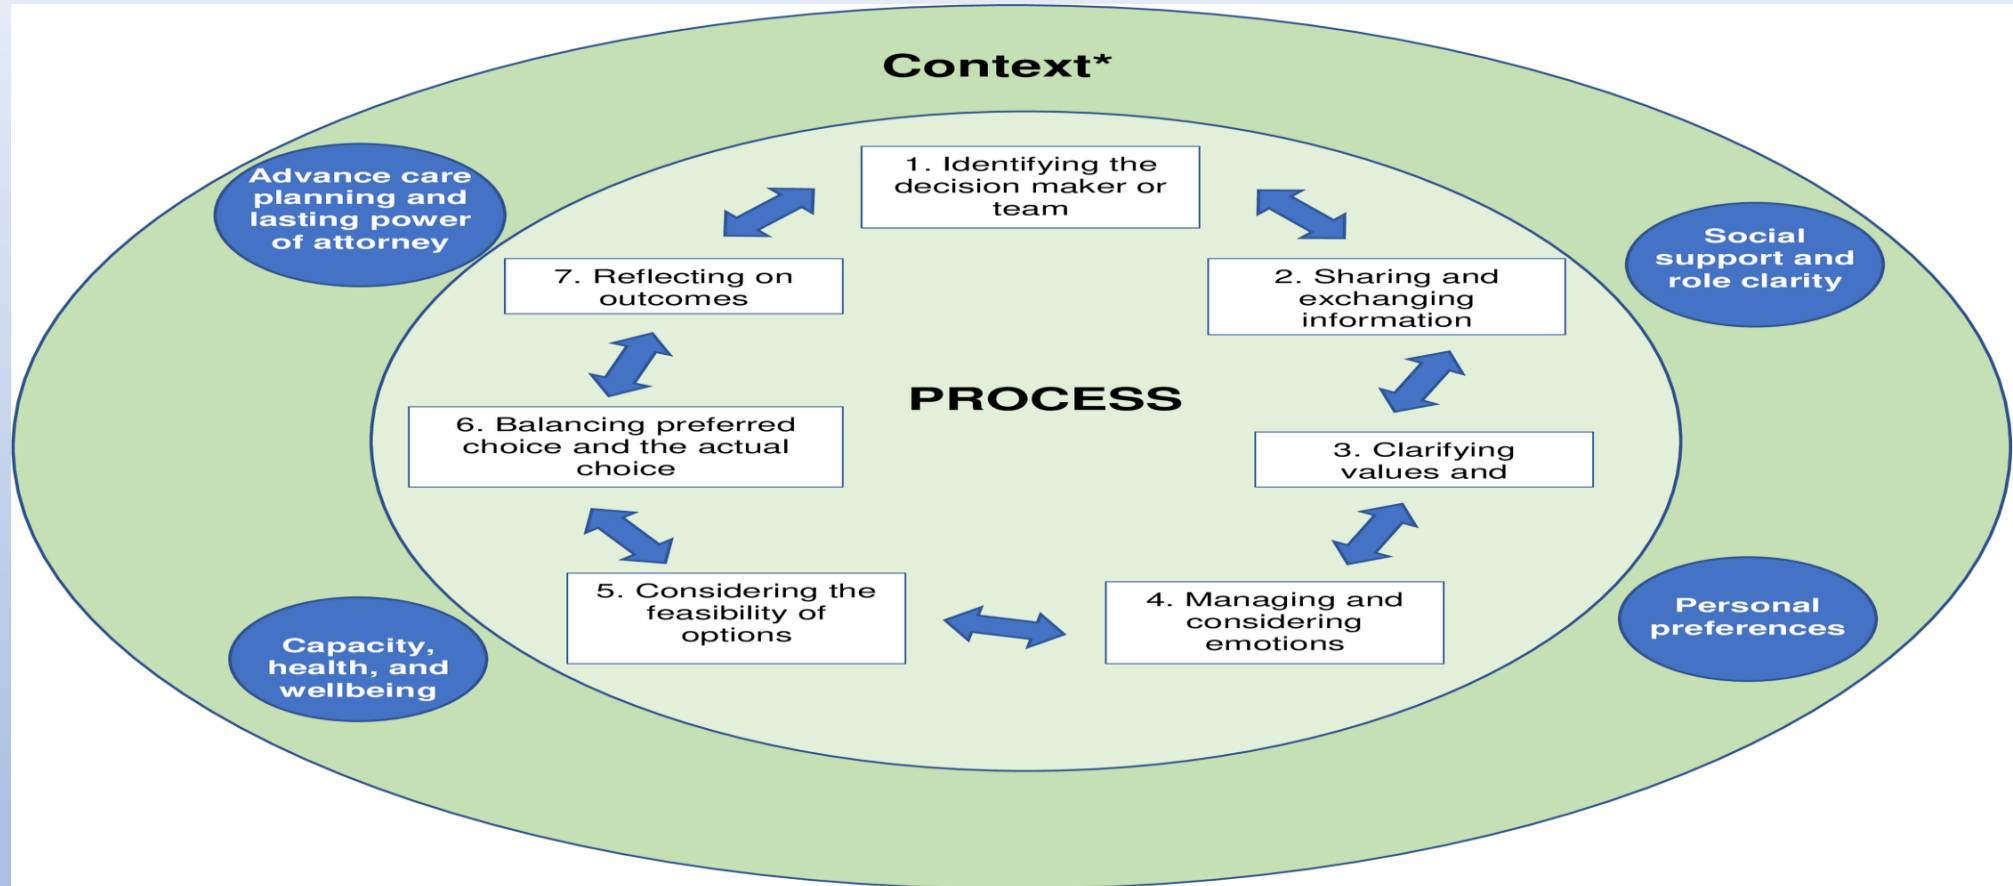 Context*
Advance care
planning and
lasting power
of attorney
Social
support and
role clarity
Personal
preferences
Capacity,
health, and
wellbeing
PROCESS
1. Identifying the
decision maker or
team
2. Sharing and
exchanging
information
3. Clarifying
values and
4. Managing and
considering
emotions
5. Considering the
feasibility of
options
6. Balancing preferred
choice and the actual
choice
7. Reflecting on
outcomes